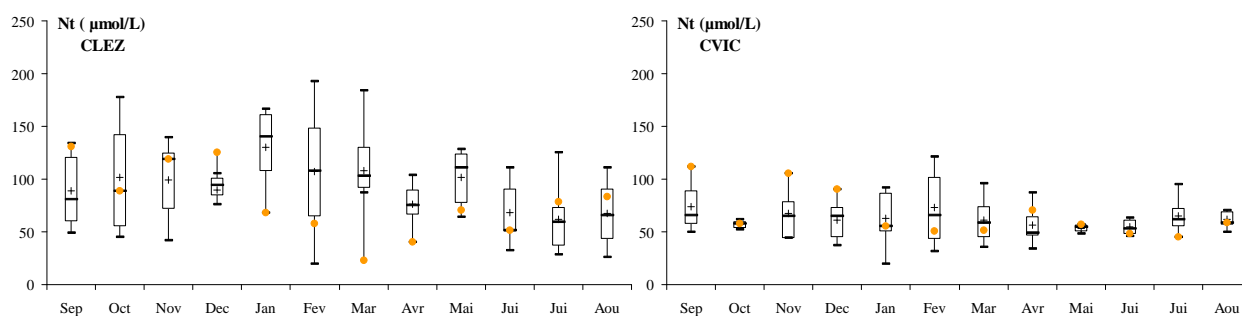 Nt ( µmol/L)
CLEZ
250
200
150
100
50
0
Sep Oct Nov Dec Jan Fev Mar Avr Mai Jui Jui Aou
Nt (µmol/L)
CVIC
250
200
150
100
50
0
Sep Oct Nov Dec Jan Fev Mar Avr Mai Jui Jui Aou